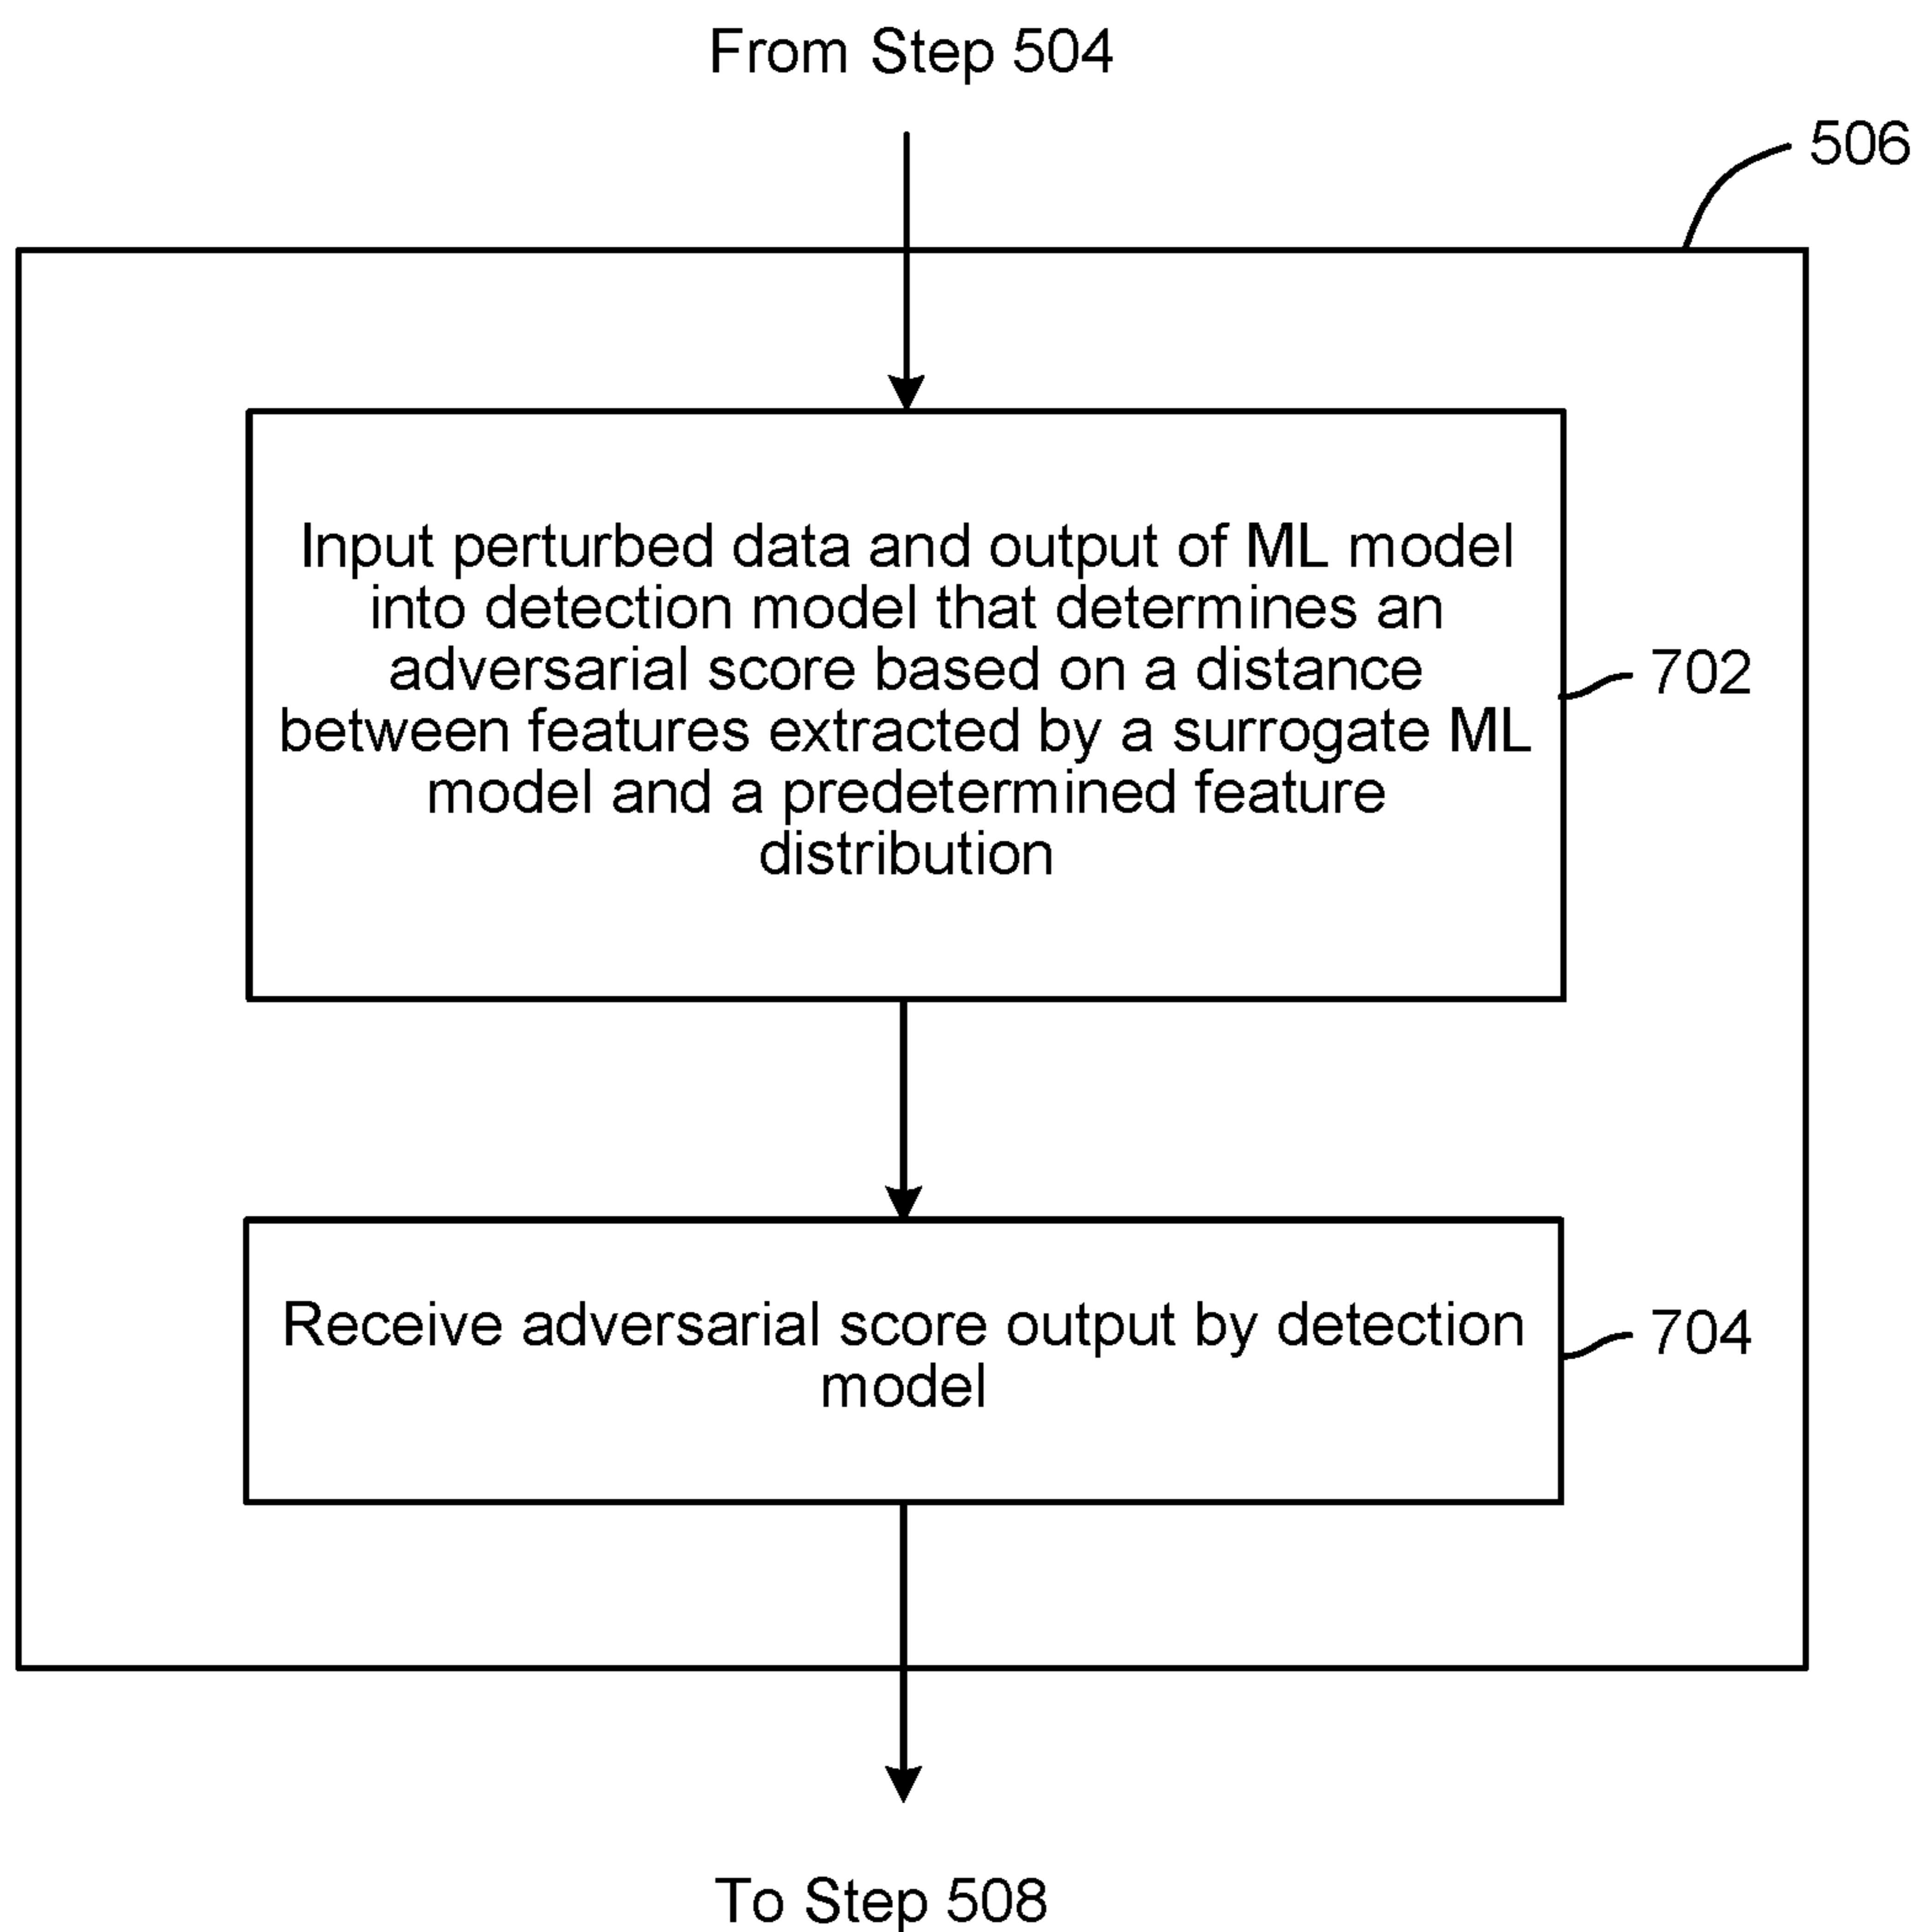 From Step 504
506
Input perturbed data and output of ML model
into detection model that determines an
adversarial score based on a distance
between features extracted by a surrogate ML
model and a predetermined feature
distribution
702
Receive adversarial score output by detection
model
704
To Step 508